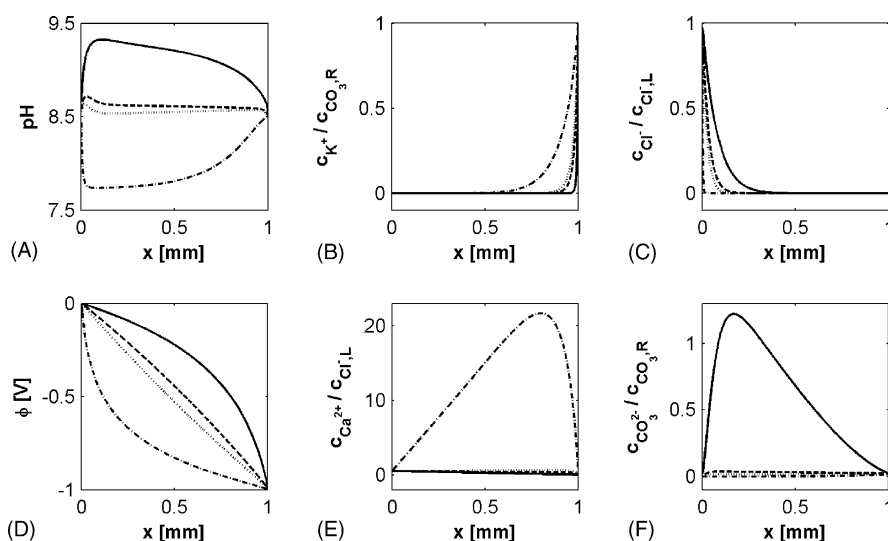 9.5
8.5
7.5
pH
0
0.5
1
x [mm]
(A)
1
0.5
0
c_K+ / c_CO3,R
0
0.5
1
x [mm]
(B)
1
0.5
0
c_Cl- / c_Cl-,L
0
0.5
1
x [mm]
(C)
0
-0.5
-1
ϕ [V]
0
0.5
1
x [mm]
(D)
20
10
0
c_Ca2+ / c_Cl-,L
0
0.5
1
x [mm]
(E)
1
0.5
0
c_CO3^2- / c_CO3,R
0
0.5
1
x [mm]
(F)